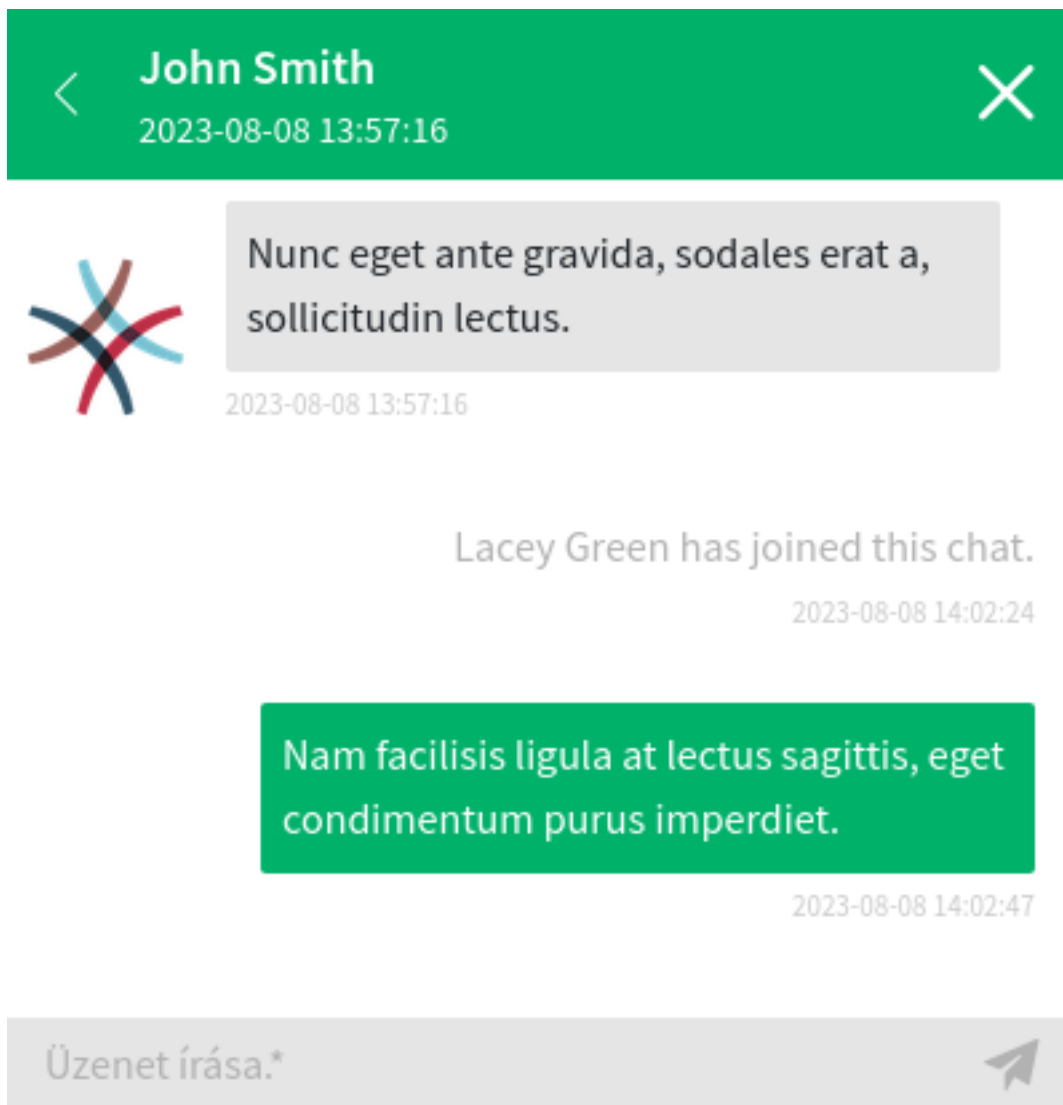 John Smith
2023-08-08 13:57:16
Nunc eget ante gravida, sodales erat a,
sollicitudin lectus.
2023-08-08 13:57:16
Lacey Green has joined this chat.
2023-08-08 14:02:24
Nam facilisis ligula at lectus sagittis, eget
condimentum purus imperdiet.
2023-08-08 14:02:47
Üzenet írása.*